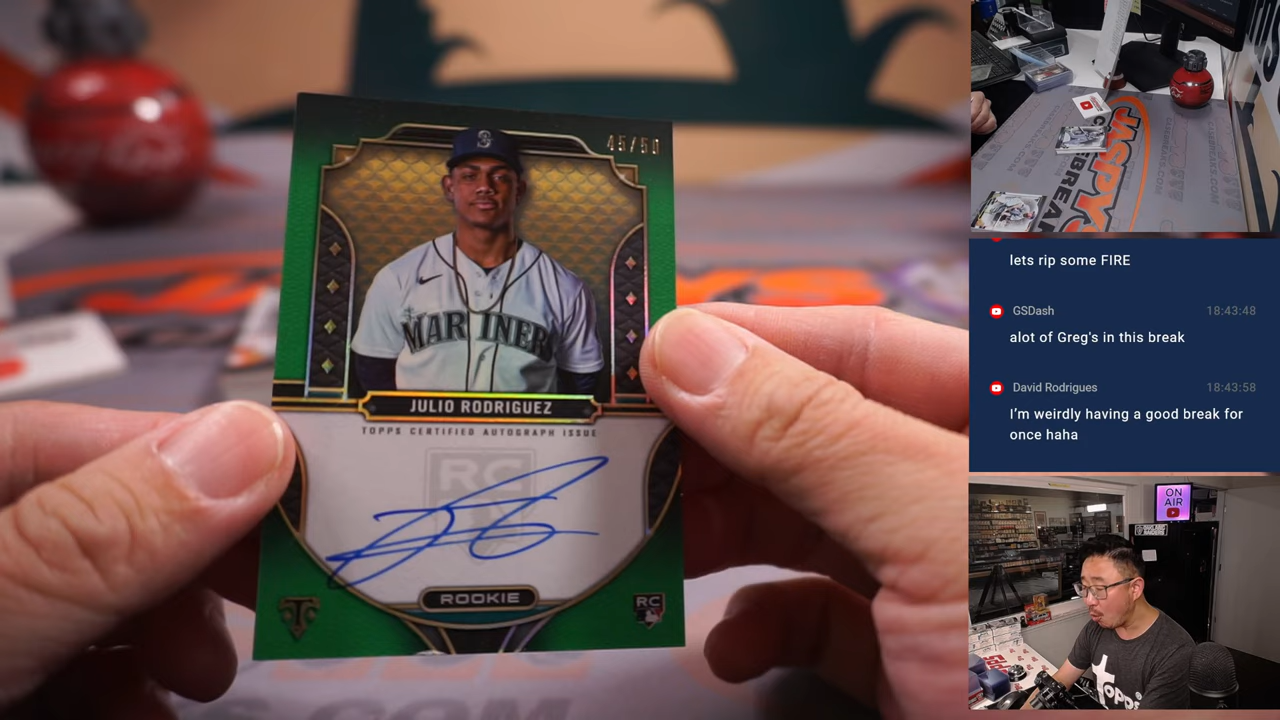 45/50
S
MARINERS
JULIO RODRIGUEZ
TOPPS CERTIFIED AUTOGRAPH ISSUE
RC
ROOKIE
RC
JASPY'S
lets rip some FIRE
GSDash 18:43:48
alot of Greg's in this break
David Rodrigues 18:43:58
I'm weirdly having a good break for
once haha
ON
AIR
topps